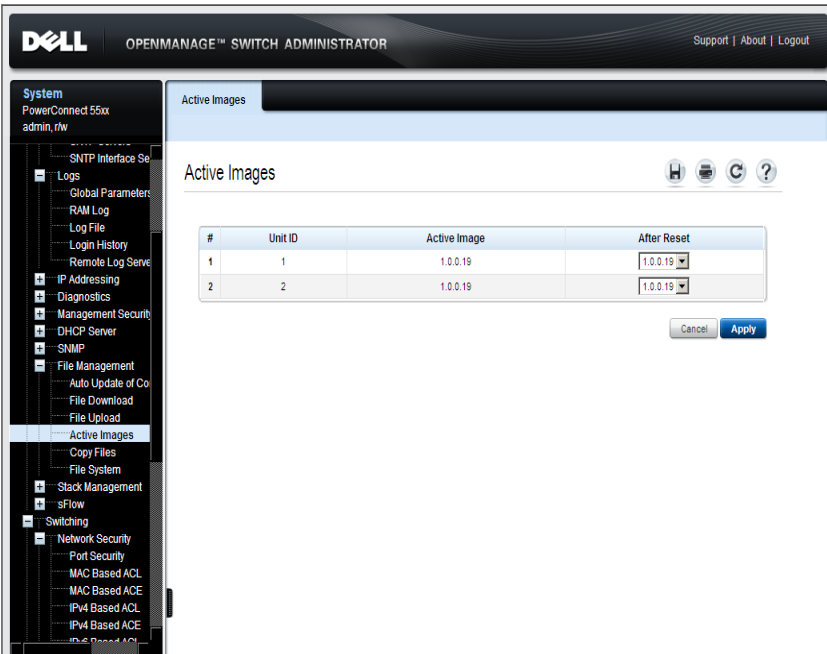 DELL
OPENMANAGE™ SWITCH ADMINISTRATOR
Support | About | Logout
System
PowerConnect 55xx
admin, r/w
SNTP Interface Se
Logs
Global Parameters
RAM Log
Log File
Login History
Remote Log Serve
IP Addressing
Diagnostics
Management Security
DHCP Server
SNMP
File Management
Auto Update of Co
File Download
File Upload
Active Images
Copy Files
File System
Stack Management
sFlow
Switching
Network Security
Port Security
MAC Based ACL
MAC Based ACE
IPv4 Based ACL
IPv4 Based ACE
IPv6 Based ACL
Active Images
Active Images
# Unit ID Active Image After Reset
1 1 1.0.0.19 1.0.0.19
2 2 1.0.0.19 1.0.0.19
Cancel Apply